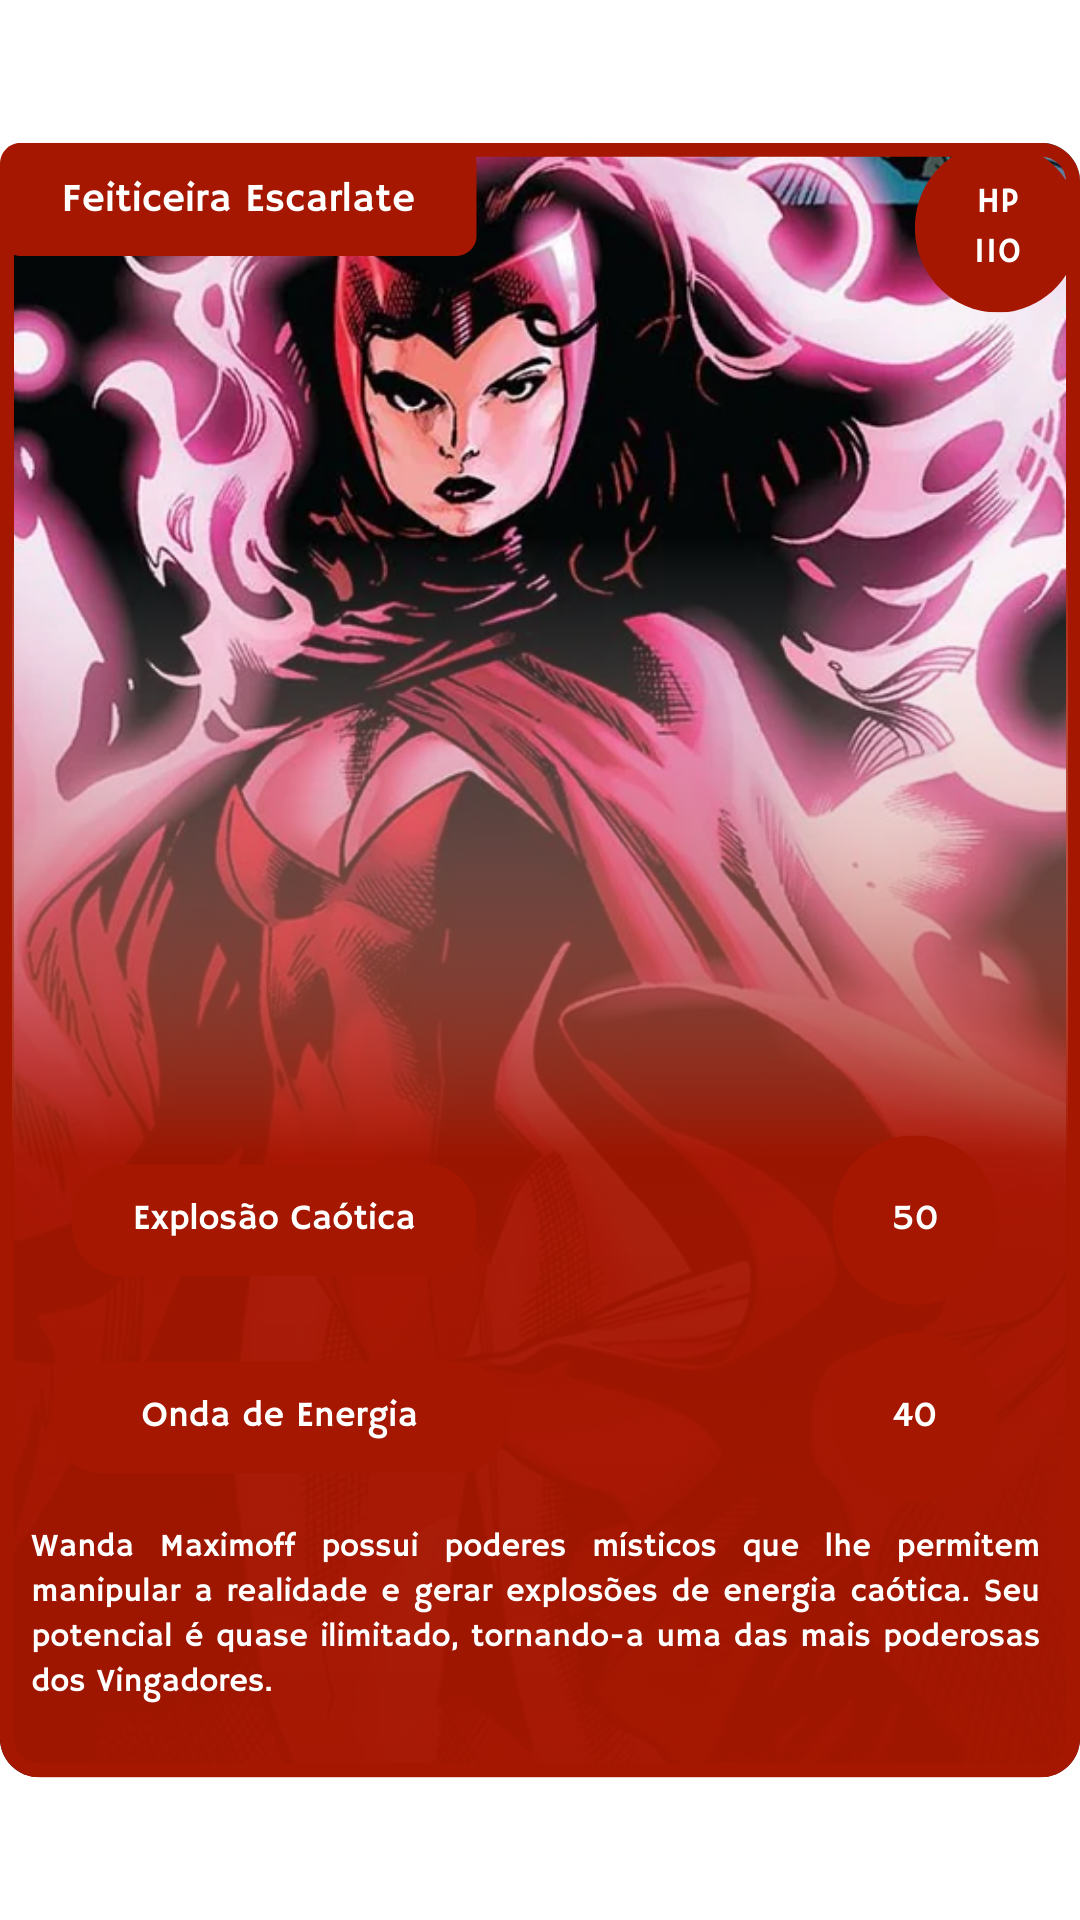 Feiticeira Escarlate
HP
110
Explosão Caótica
50
Onda de Energia
40
Wanda Maximoff possui poderes místicos que lhe permitem
manipular a realidade e gerar explosões de energia caótica. Seu
potencial é quase ilimitado, tornando-a uma das mais poderosas
dos Vingadores.